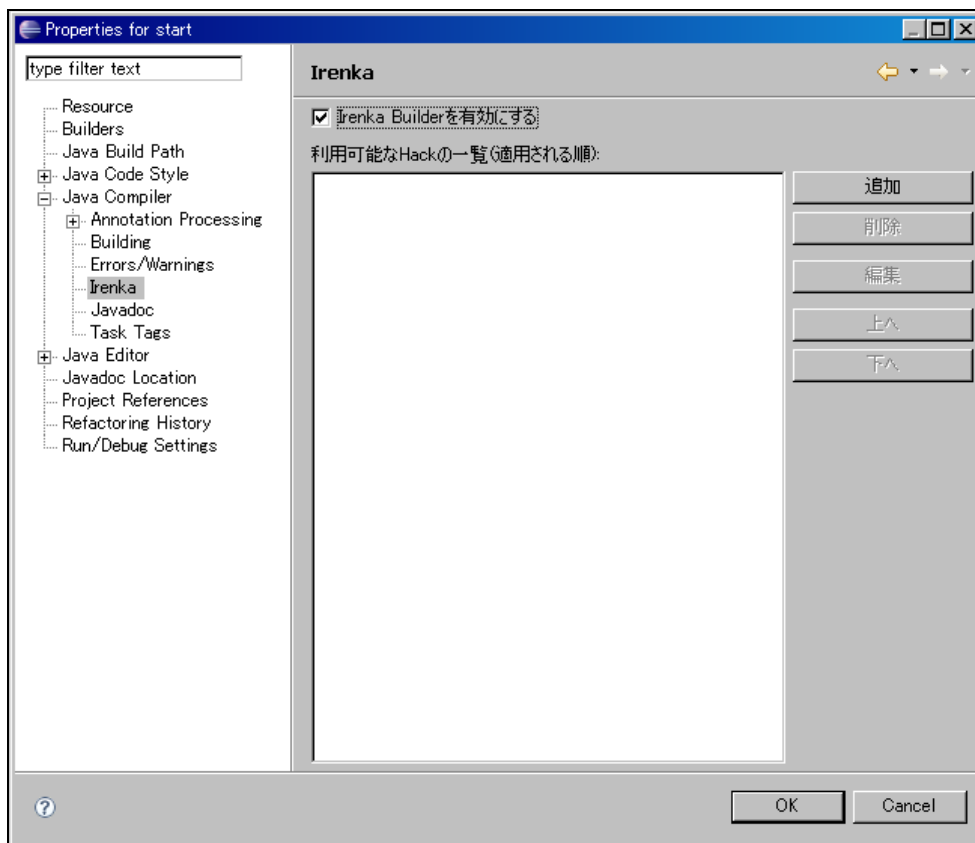 Properties for start
type filter text
Resource
Builders
Java Build Path
Java Code Style
Java Compiler
Annotation Processing
Building
Errors/Warnings
Irenka
Javadoc
Task Tags
Java Editor
Javadoc Location
Project References
Refactoring History
Run/Debug Settings
Irenka
Irenka Builderを有効にする
利用可能なHackの一覧(適用される順):
追加
削除
編集
上へ
下へ
OK
Cancel